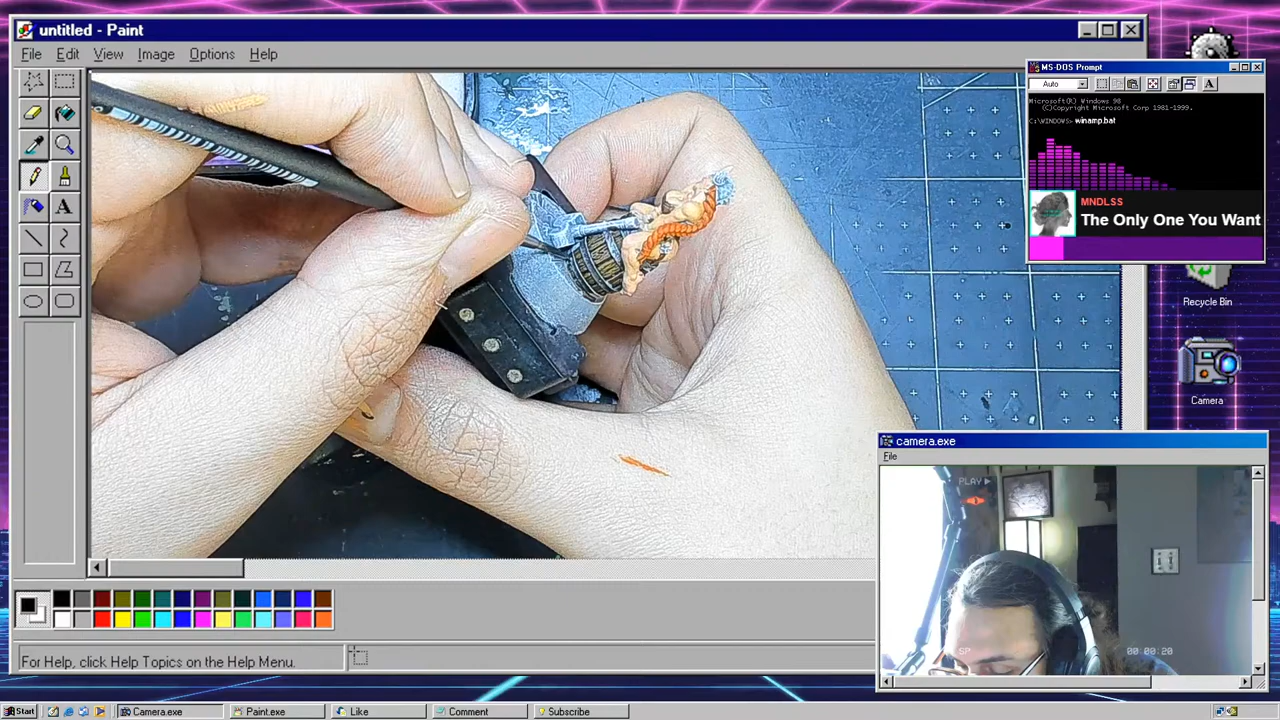 untitled - Paint
File Edit View Image Options Help
MS-DOS Prompt
Auto
A
Microsoft(R) Windows 98
(C)Copyright Microsoft Corp 1981-1999.
C:\WINDOWS> winamp.bat
MNDLSS
The Only One You Want
Recycle Bin
Camera
A
camera.exe
File
PLAY
SP
00:00:20
For Help, click Help Topics on the Help Menu.
Start Camera.exe Paint.exe Like Comment Subscribe